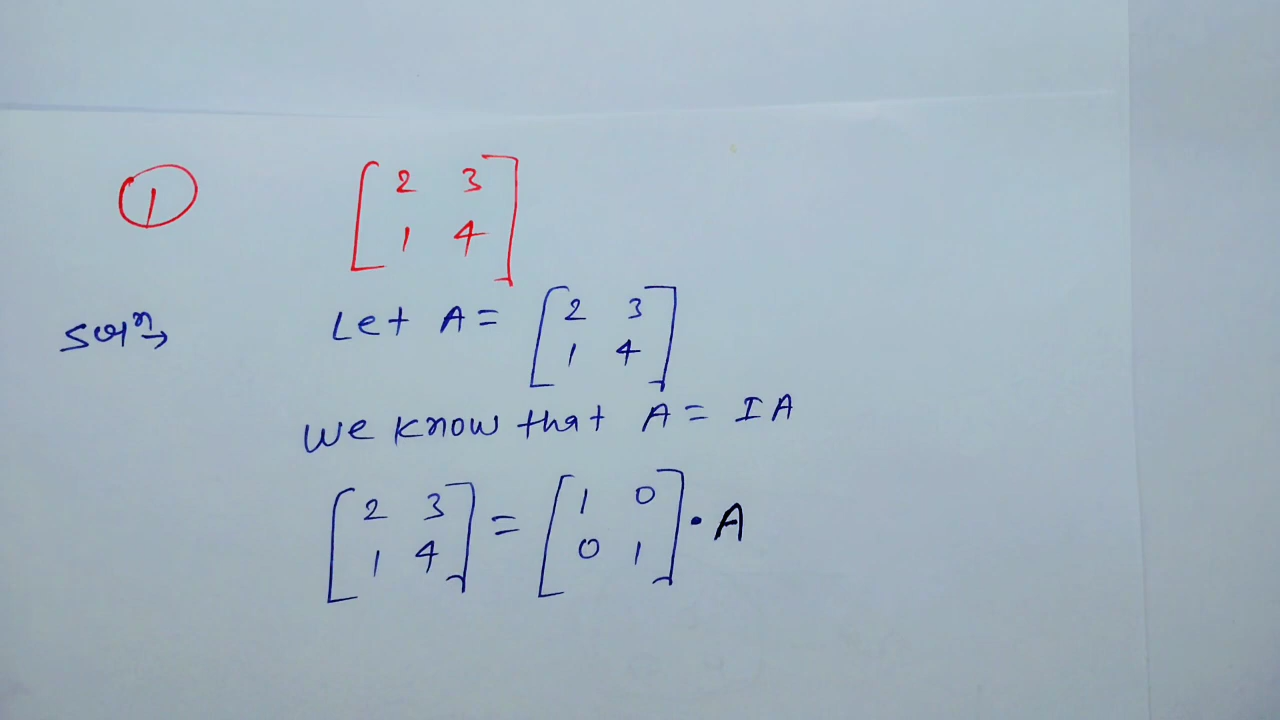 ① [2 3
1 4]
Solⁿ→ Let A = [2 3
1 4]
We know that A = IA
[2 3
1 4] = [1 0
0 1] · A